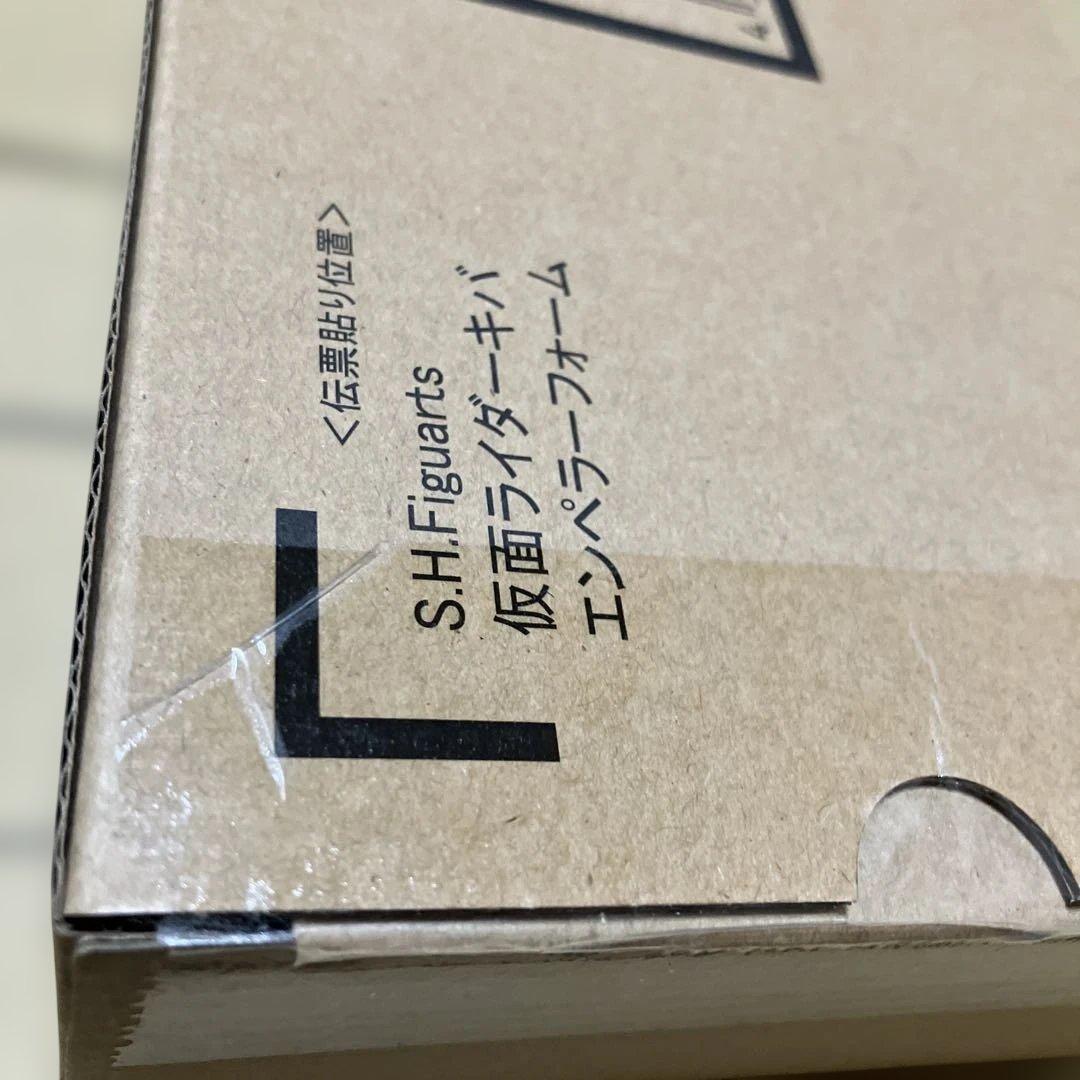 <伝票貼り位置>
S.H.Figuarts
仮面ライダーキバ
エンペラーフォーム
4